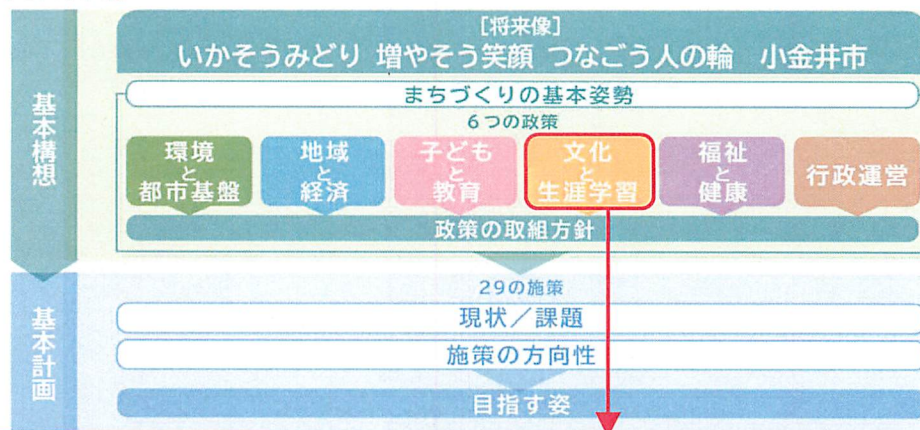 [将来像]
いかそうみどり 増やそう笑顔 つなごう人の輪 小金井市
基本構想
まちづくりの基本姿勢
6つの政策
環境
と
都市基盤
地域
と
経済
子ども
と
教育
文化
と
生涯学習
福祉
と
健康
行政運営
政策の取組方針
基本計画
29の施策
現状／課題
施策の方向性
目指す姿